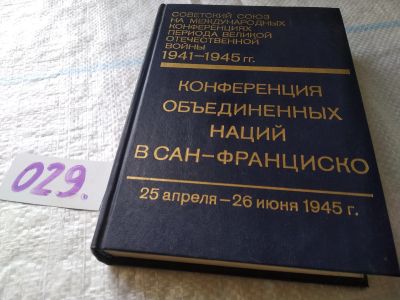 СОВЕТСКИЙ СОЮЗ
НА МЕЖДУНАРОДНЫХ
КОНФЕРЕНЦИЯХ
ПЕРИОДА ВЕЛИКОЙ
ОТЕЧЕСТВЕННОЙ
ВОЙНЫ
1941—1945 гг.
КОНФЕРЕНЦИЯ
ОБЪЕДИНЕННЫХ
НАЦИЙ
В САН-ФРАНЦИСКО
25 апреля—26 июня 1945 г.
029.